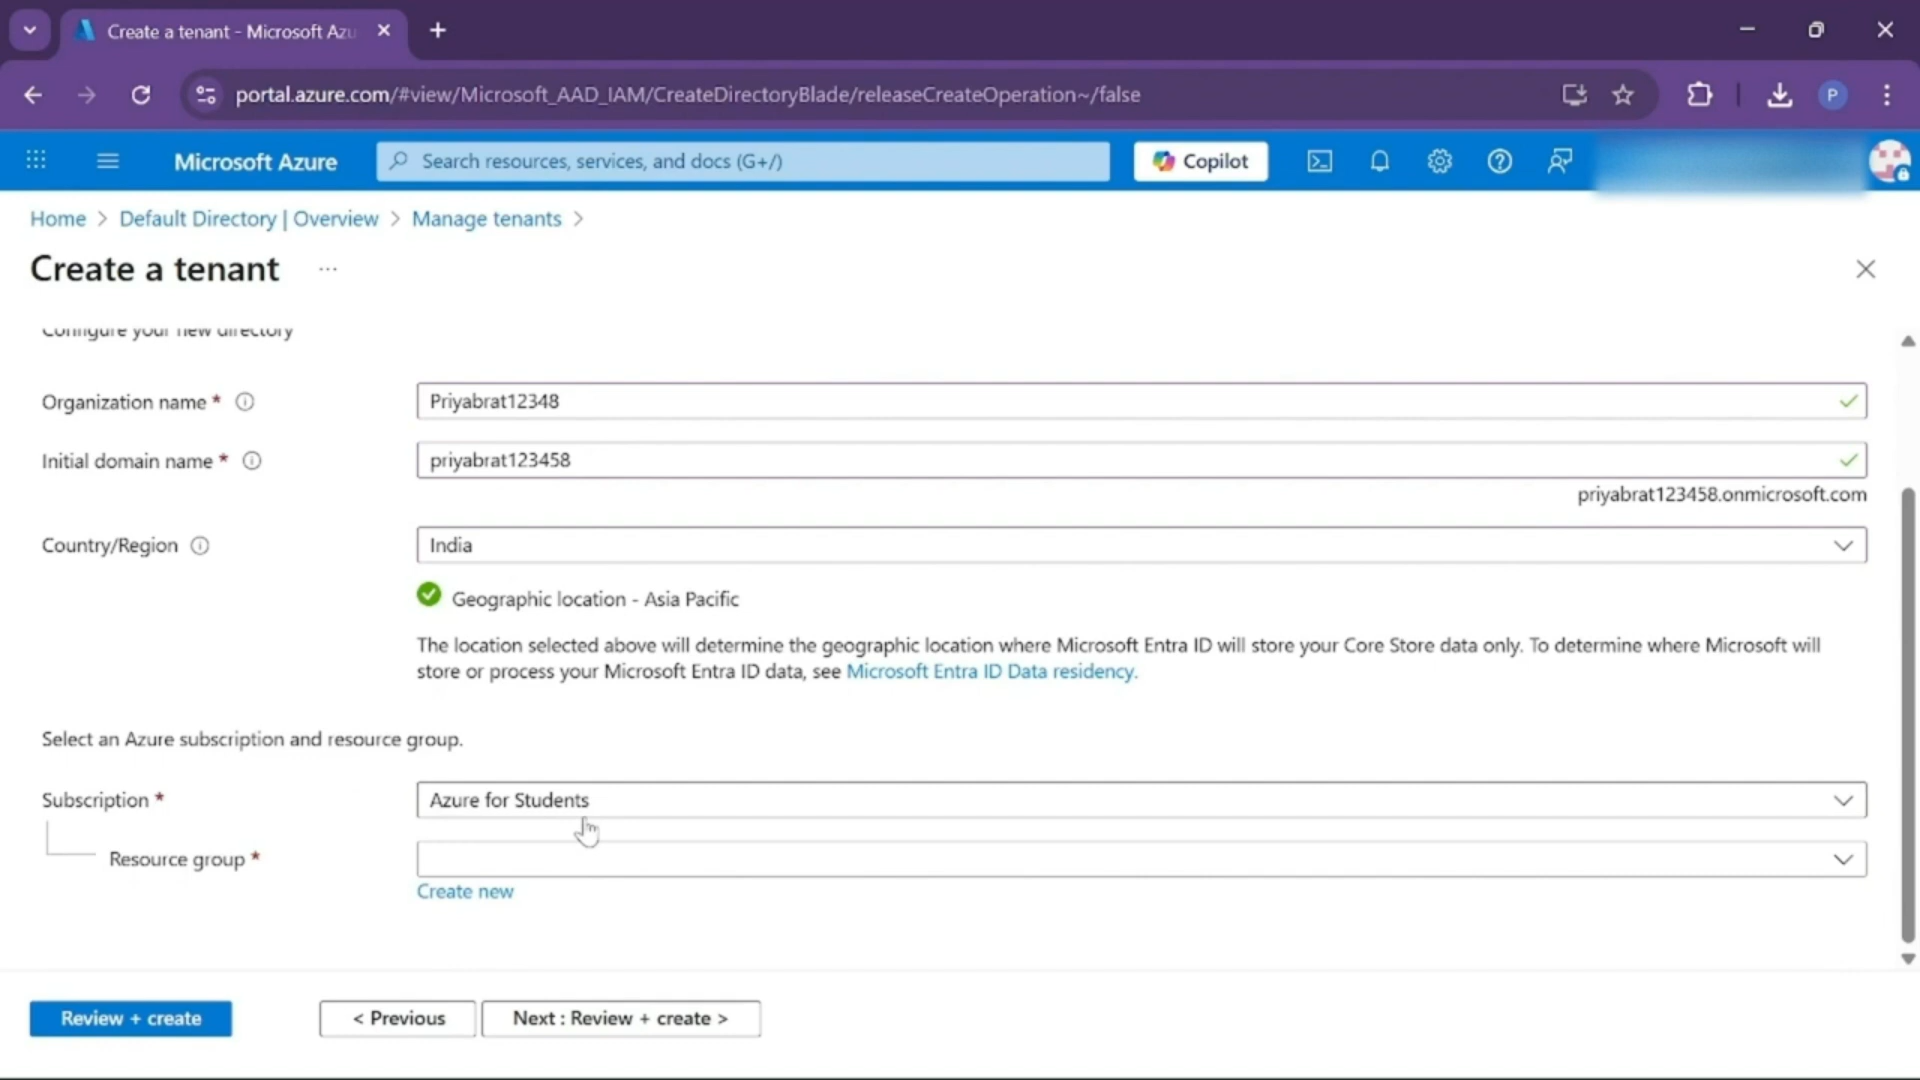 Create a tenant - Microsoft Azu
portal.azure.com/#view/Microsoft_AAD_IAM/CreateDirectoryBlade/releaseCreateOperation~/false
P
Microsoft Azure
Search resources, services, and docs (G+/)
Copilot
Home > Default Directory | Overview > Manage tenants >
Create a tenant ...
Configure your new directory
Organization name *
Priyabrat12348
Initial domain name *
priyabrat123458
priyabrat123458.onmicrosoft.com
Country/Region
India
Geographic location - Asia Pacific
The location selected above will determine the geographic location where Microsoft Entra ID will store your Core Store data only. To determine where Microsoft will
store or process your Microsoft Entra ID data, see Microsoft Entra ID Data residency.
Select an Azure subscription and resource group.
Subscription *
Azure for Students
Resource group *
Create new
Review + create
< Previous
Next : Review + create >